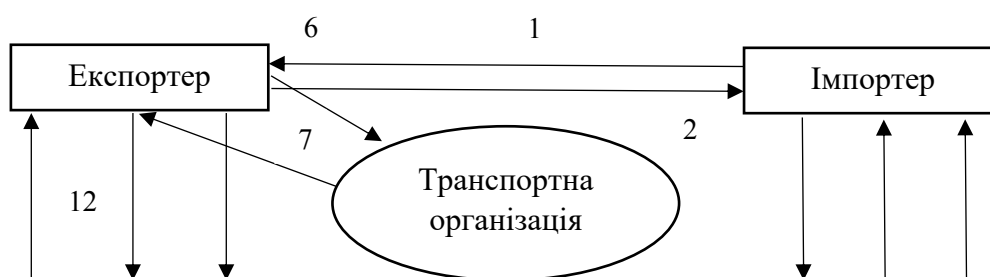 6 1
Експортер Імпортер
7 2
Транспортна
організація
12